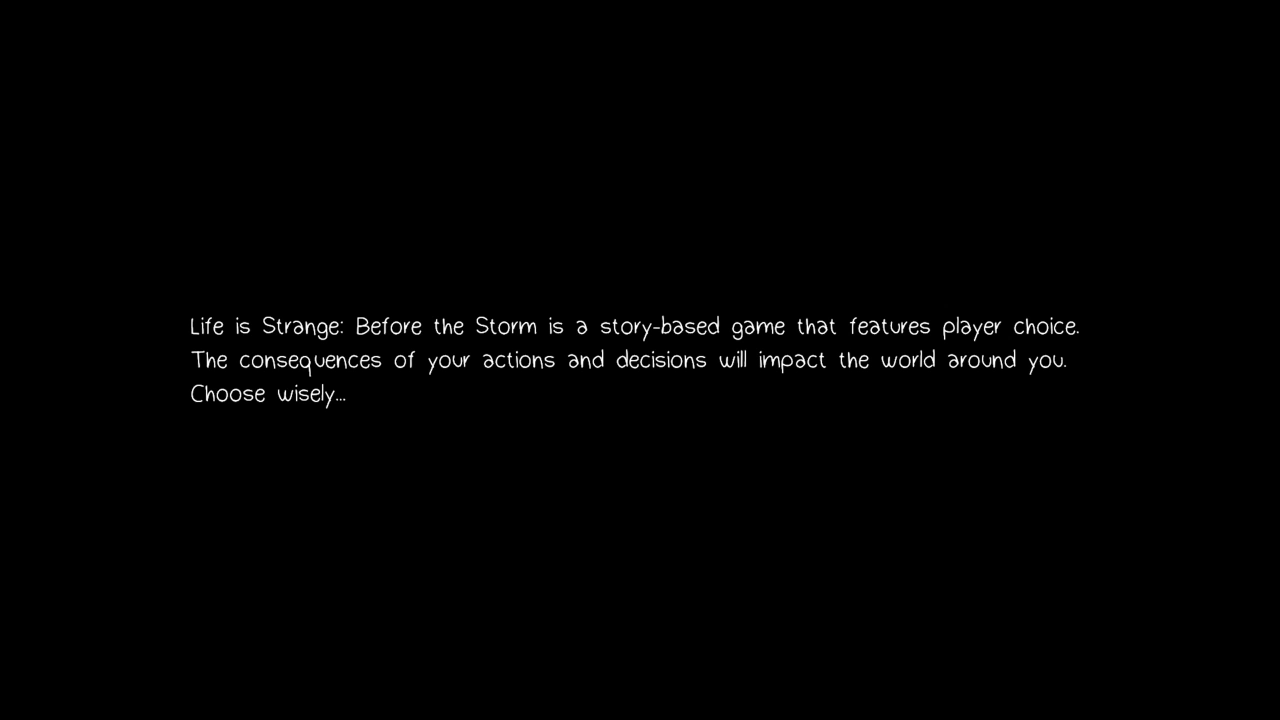 Life is Strange: Before the Storm is a story-based game that features player choice.
The consequences of your actions and decisions will impact the world around you.
Choose wisely...